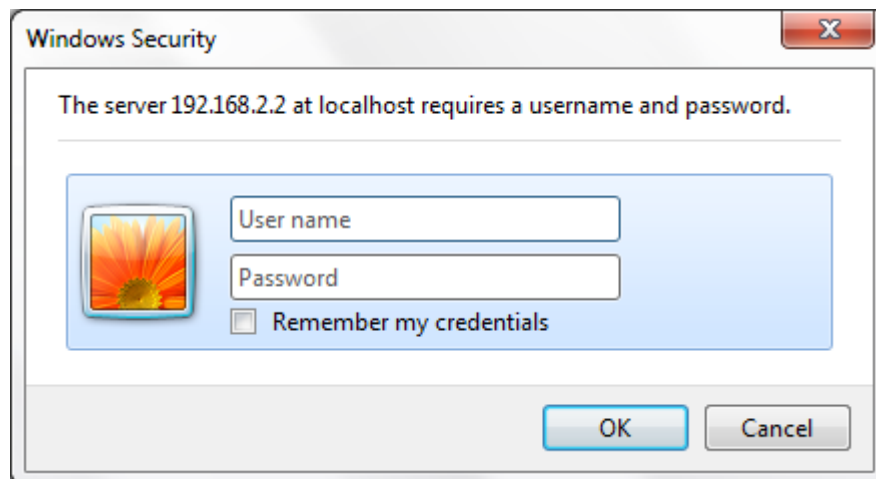 Windows Security
The server 192.168.2.2 at localhost requires a username and password.
User name
Password
Remember my credentials
OK
Cancel